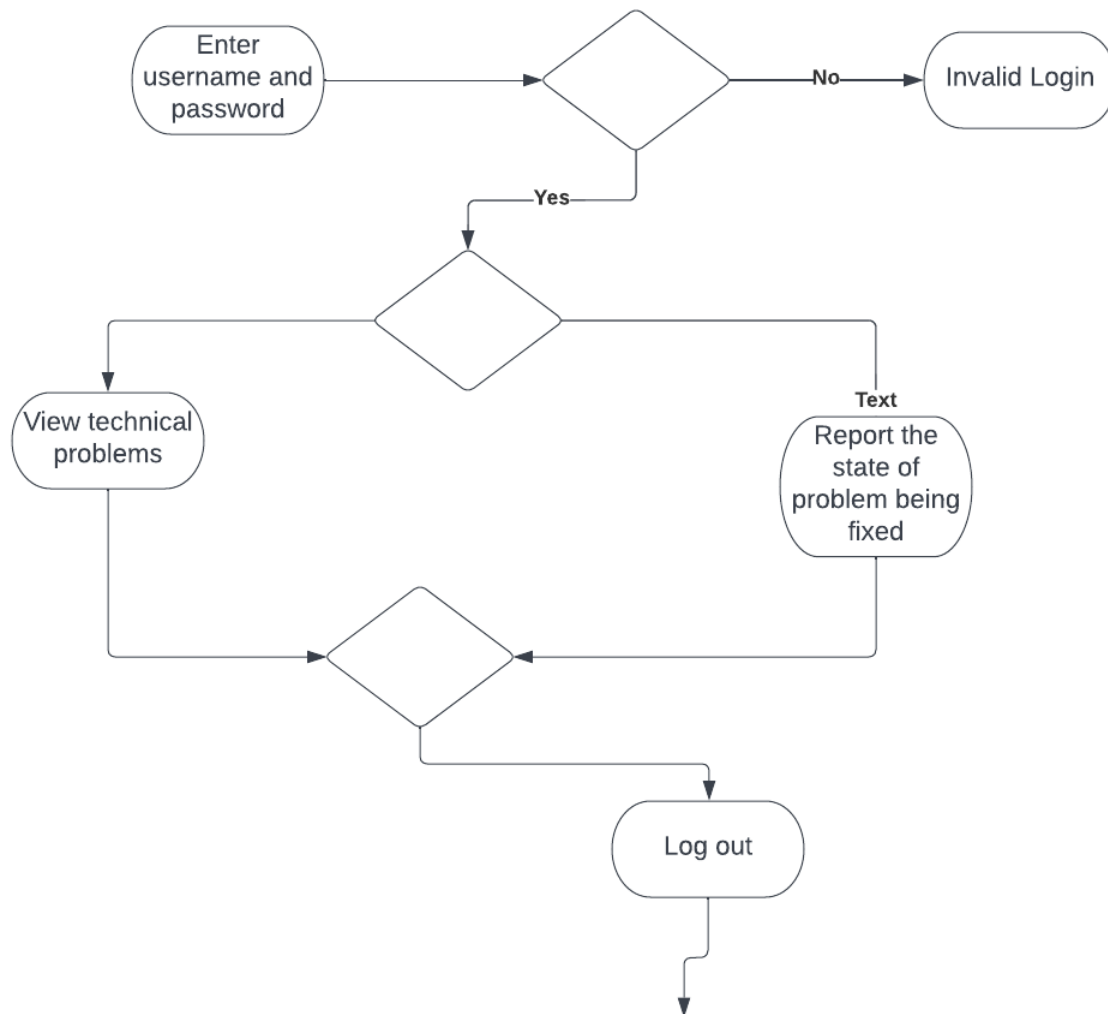 Enter
username and
password
No
Invalid Login
Yes
View technical
problems
Text
Report the
state of
problem being
fixed
Log out